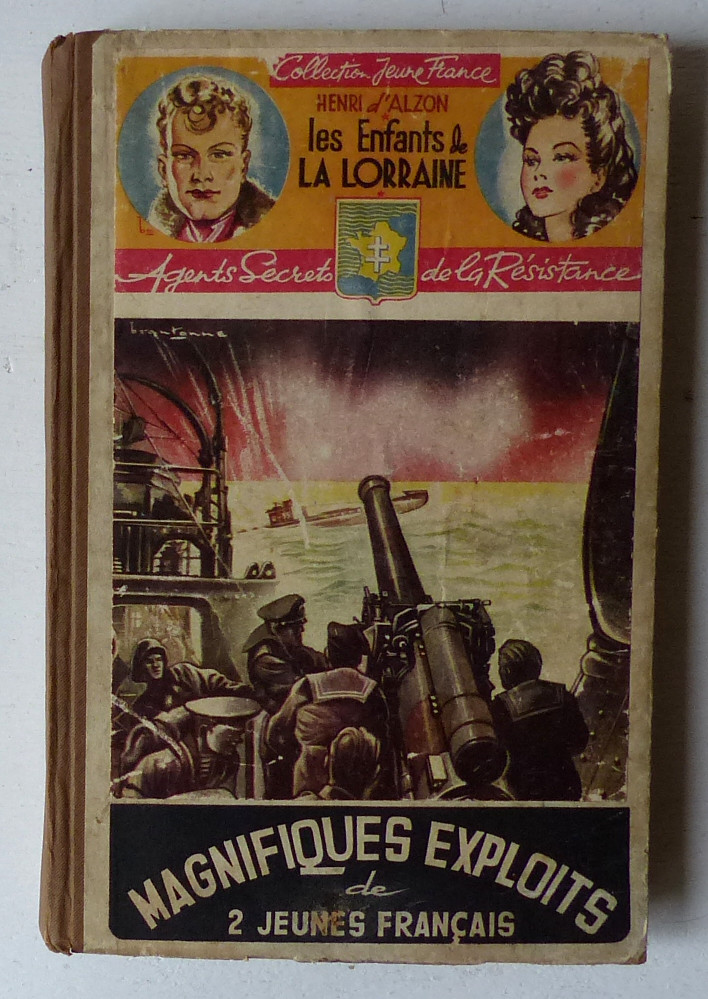 Collection Jeune France
HENRI d'ALZON
les Enfants de
LA LORRAINE
Agents Secrets de la Résistance
brantonne
MAGNIFIQUES EXPLOITS
de
2 JEUNES FRANÇAIS